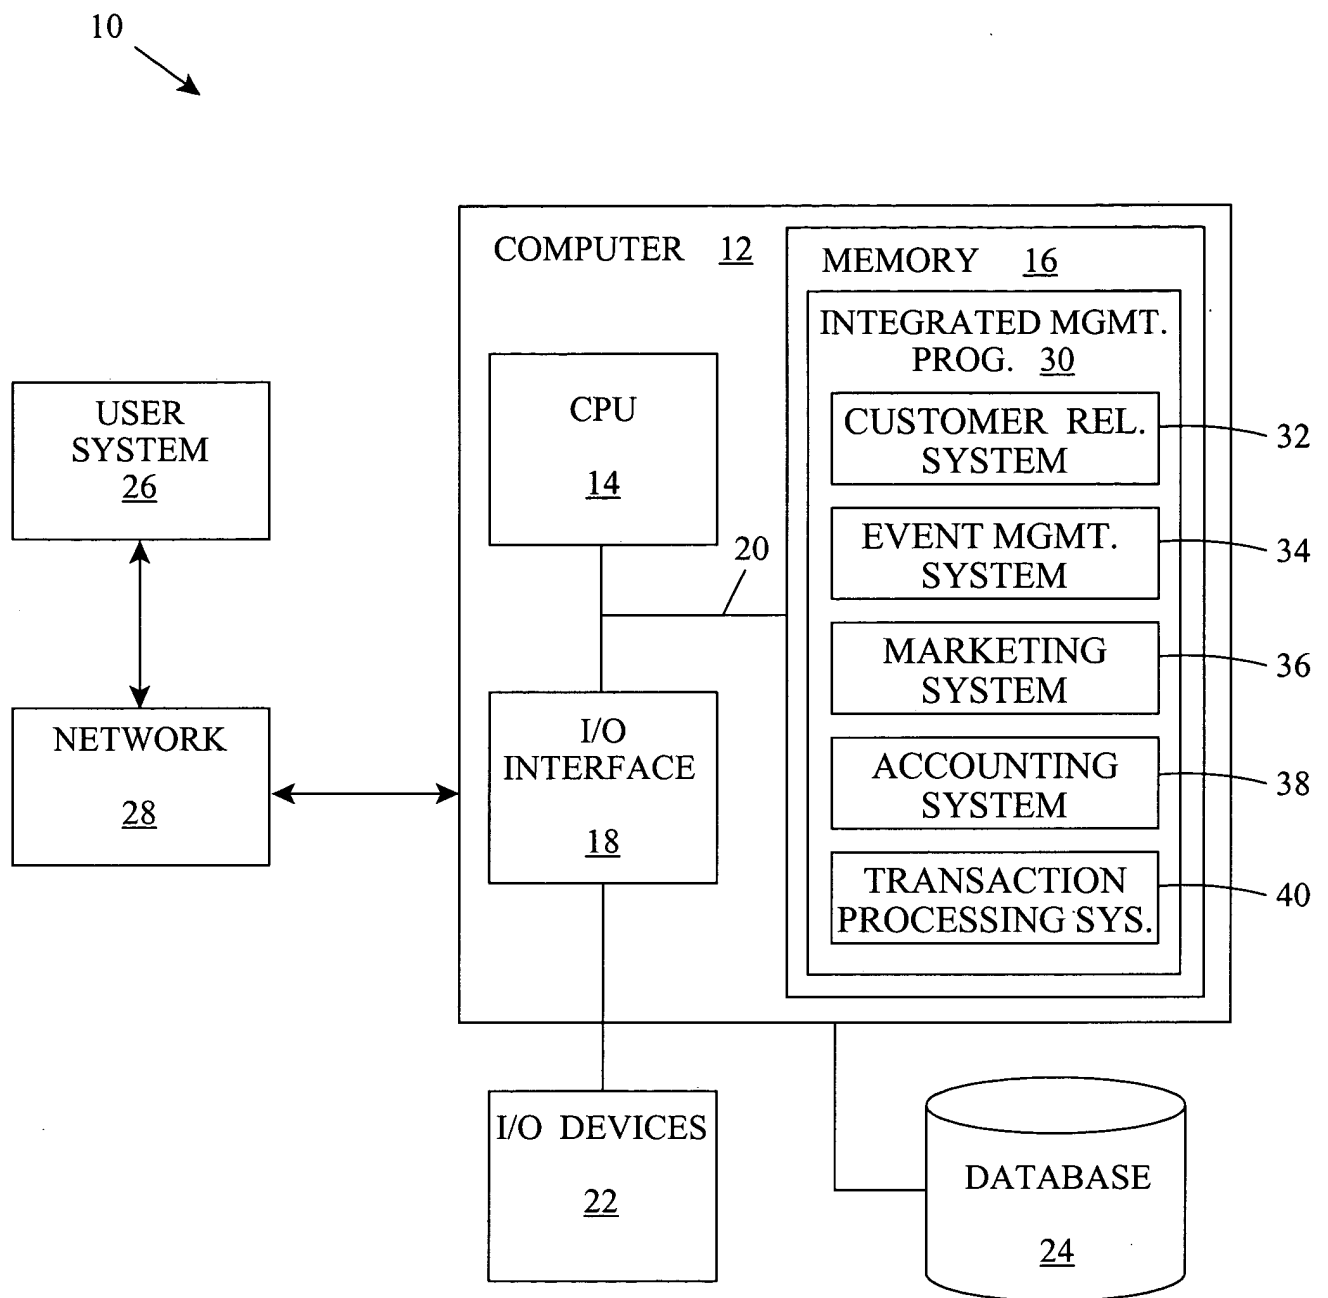 10
COMPUTER 12
MEMORY 16
INTEGRATED MGMT.
PROG. 30
CUSTOMER REL.
SYSTEM
32
EVENT MGMT.
SYSTEM
34
MARKETING
SYSTEM
36
ACCOUNTING
SYSTEM
38
TRANSACTION
PROCESSING SYS.
40
CPU
14
20
I/O
INTERFACE
18
USER
SYSTEM
26
NETWORK
28
I/O DEVICES
22
DATABASE
24